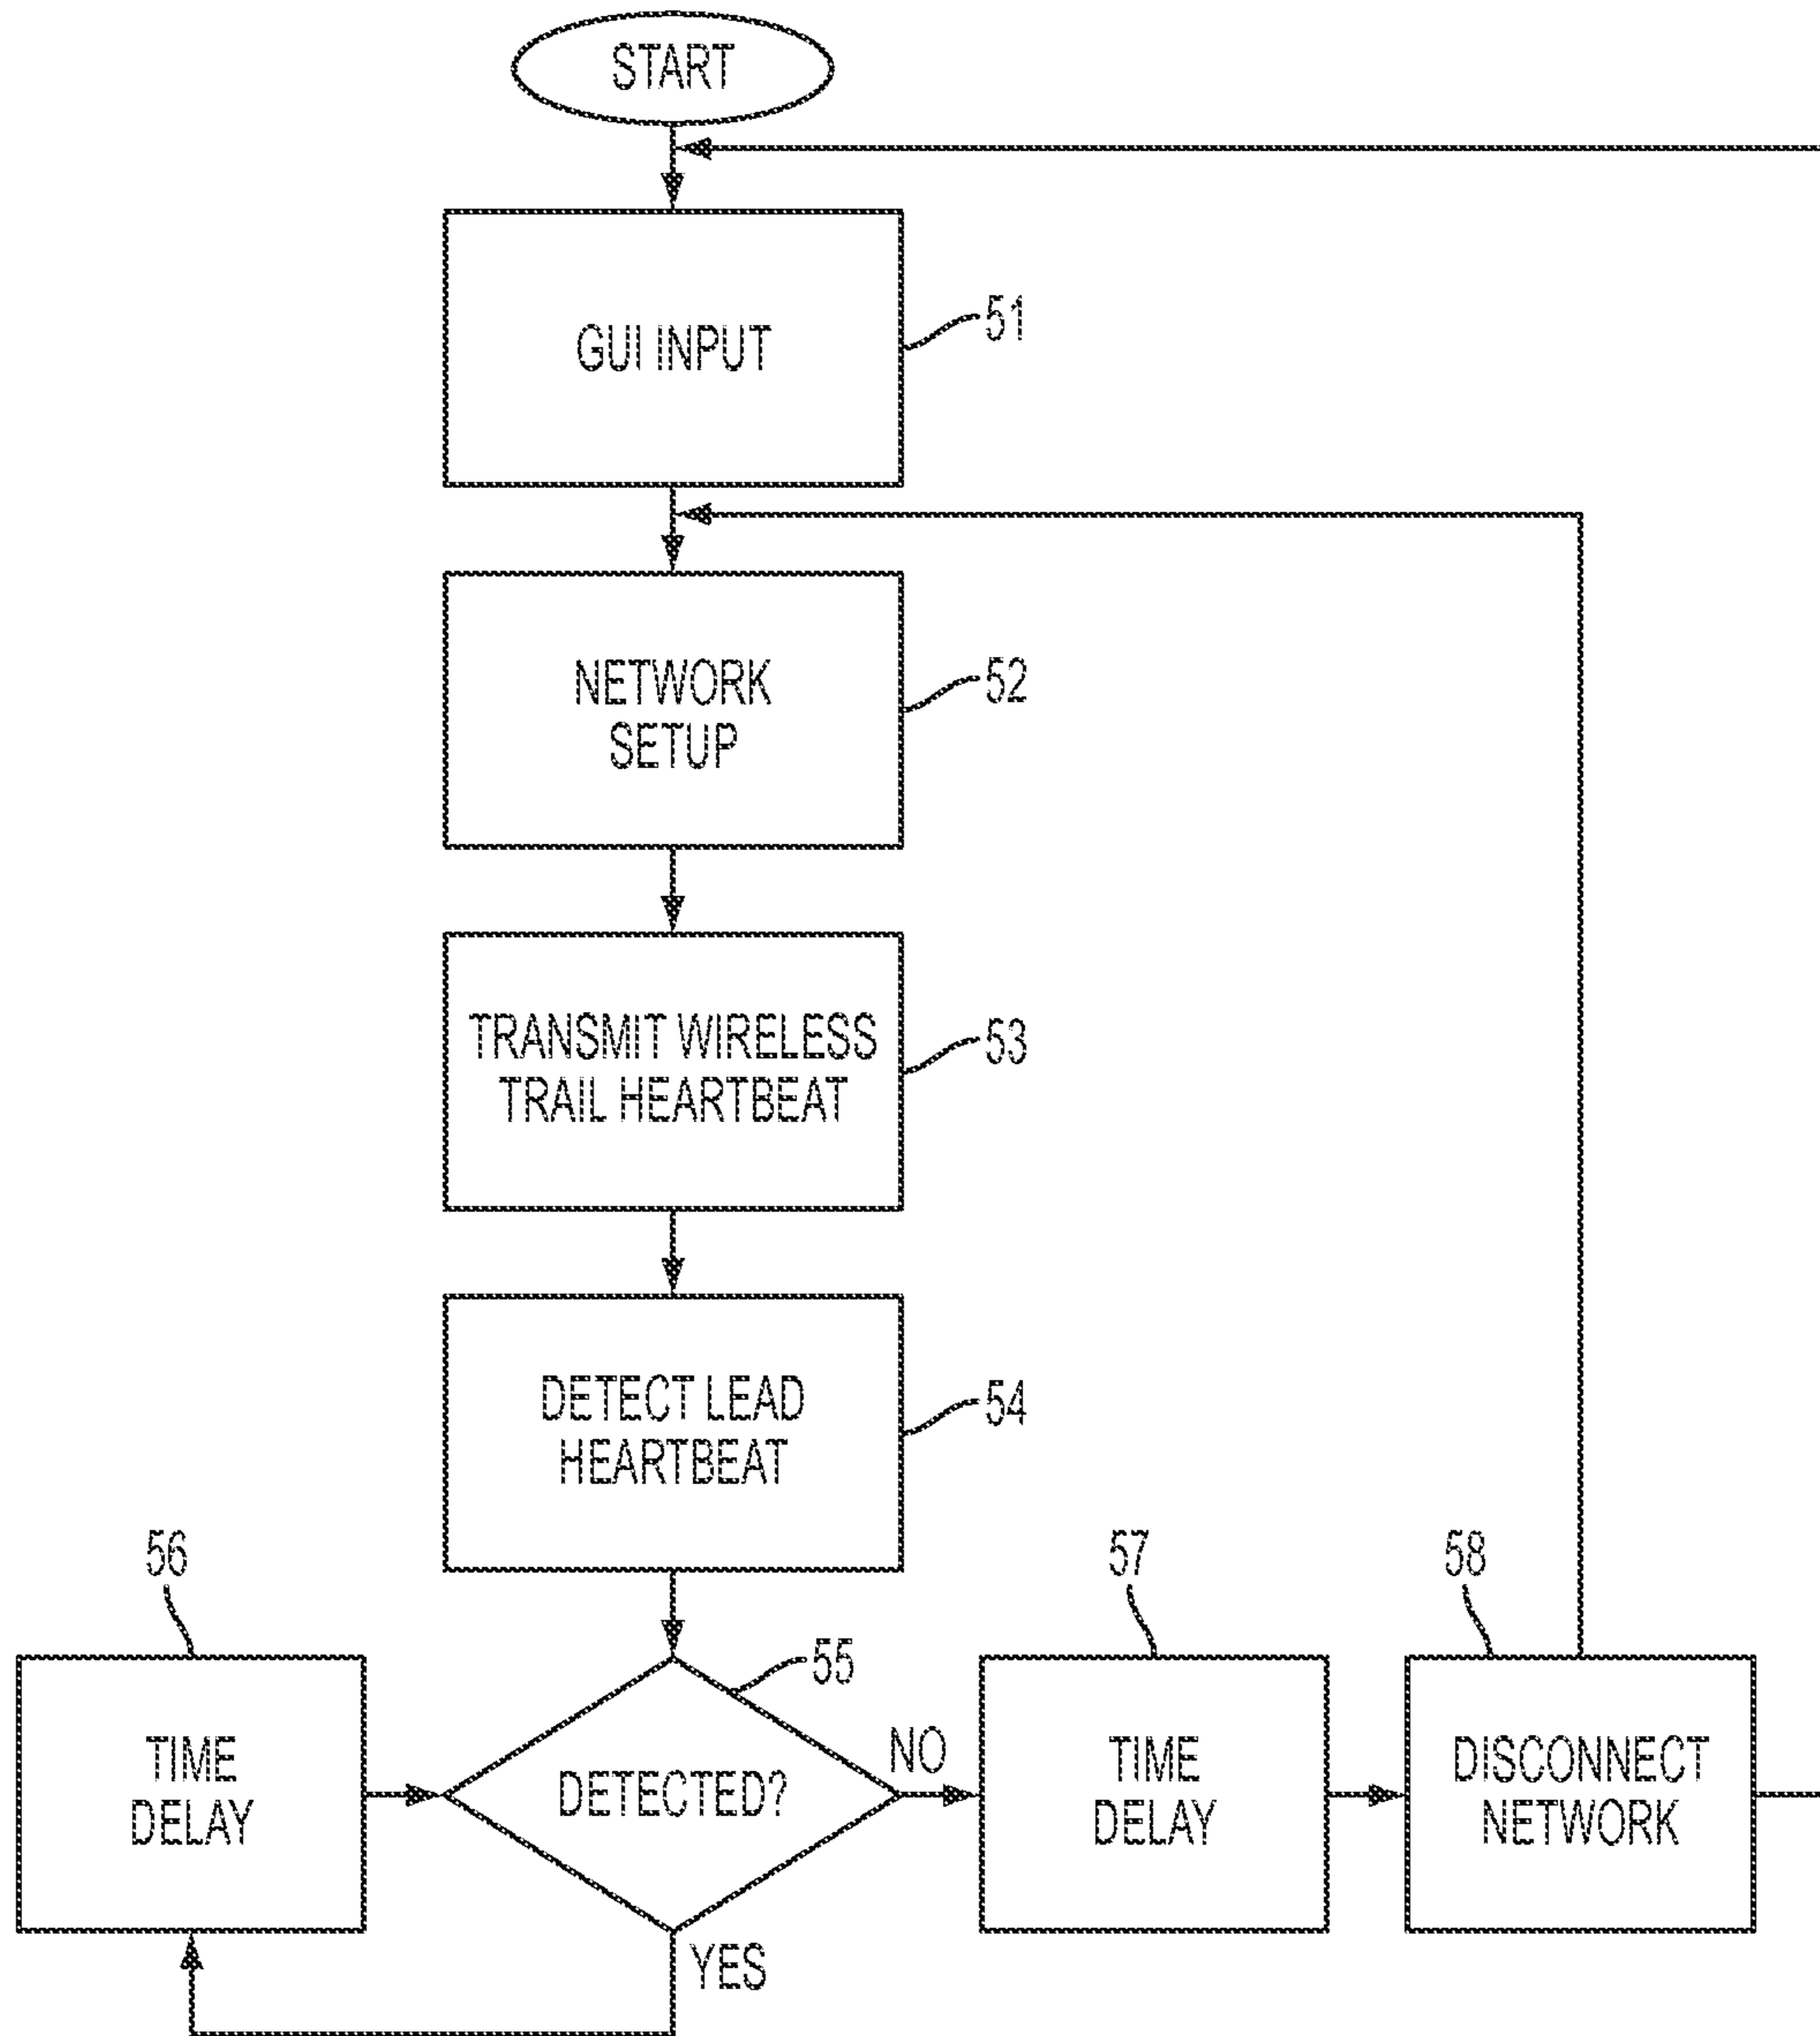 START
GUI INPUT
51
NETWORK
SETUP
52
TRANSMIT WIRELESS
TRAIL HEARTBEAT
53
DETECT LEAD
HEARTBEAT
54
56
TIME
DELAY
55
DETECTED?
NO
YES
57
TIME
DELAY
58
DISCONNECT
NETWORK